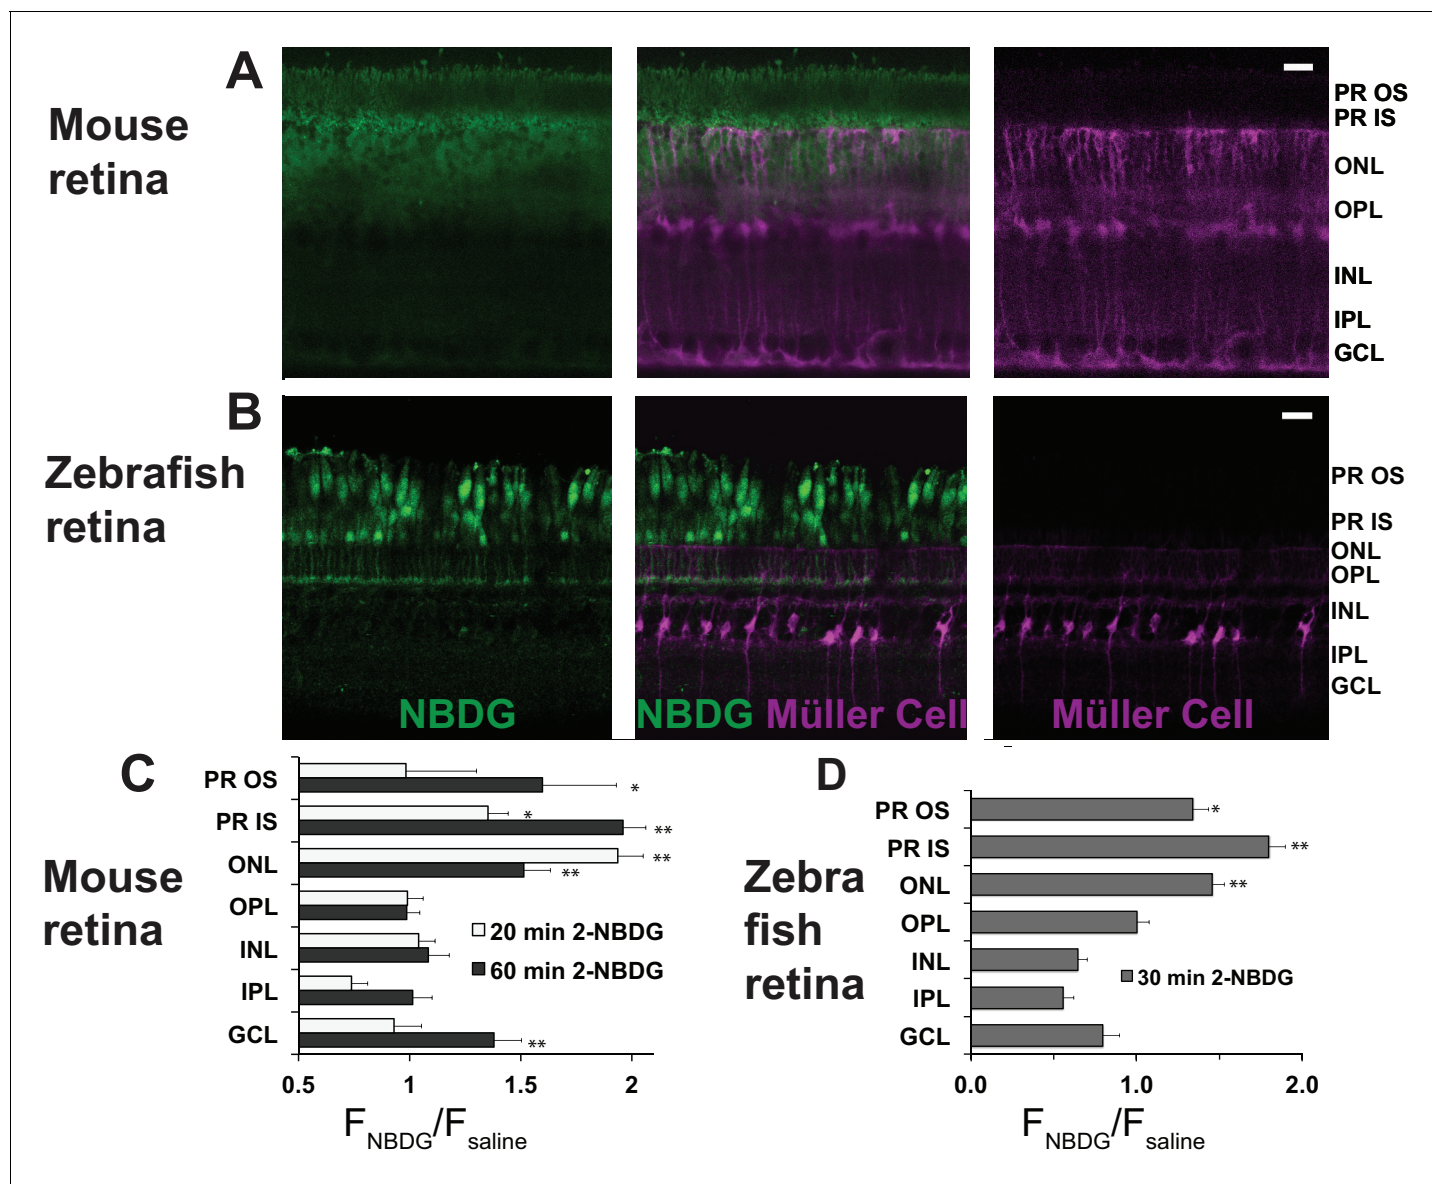 A
Mouse
retina
PR OS
PR IS
ONL
OPL
INL
IPL
GCL
B
Zebrafish
retina
PR OS
PR IS
ONL
OPL
INL
IPL
GCL
NBDG
NBDG Müller Cell
Müller Cell
C
Mouse
retina
PR OS
PR IS
ONL
OPL
INL
IPL
GCL
*
*
**
**
**
**
20 min 2-NBDG
60 min 2-NBDG
0.5 1 1.5 2
FNBDG/Fsaline
D
Zebra
fish
retina
PR OS
PR IS
ONL
OPL
INL
IPL
GCL
*
**
**
30 min 2-NBDG
0.0 1.0 2.0
FNBDG/Fsaline